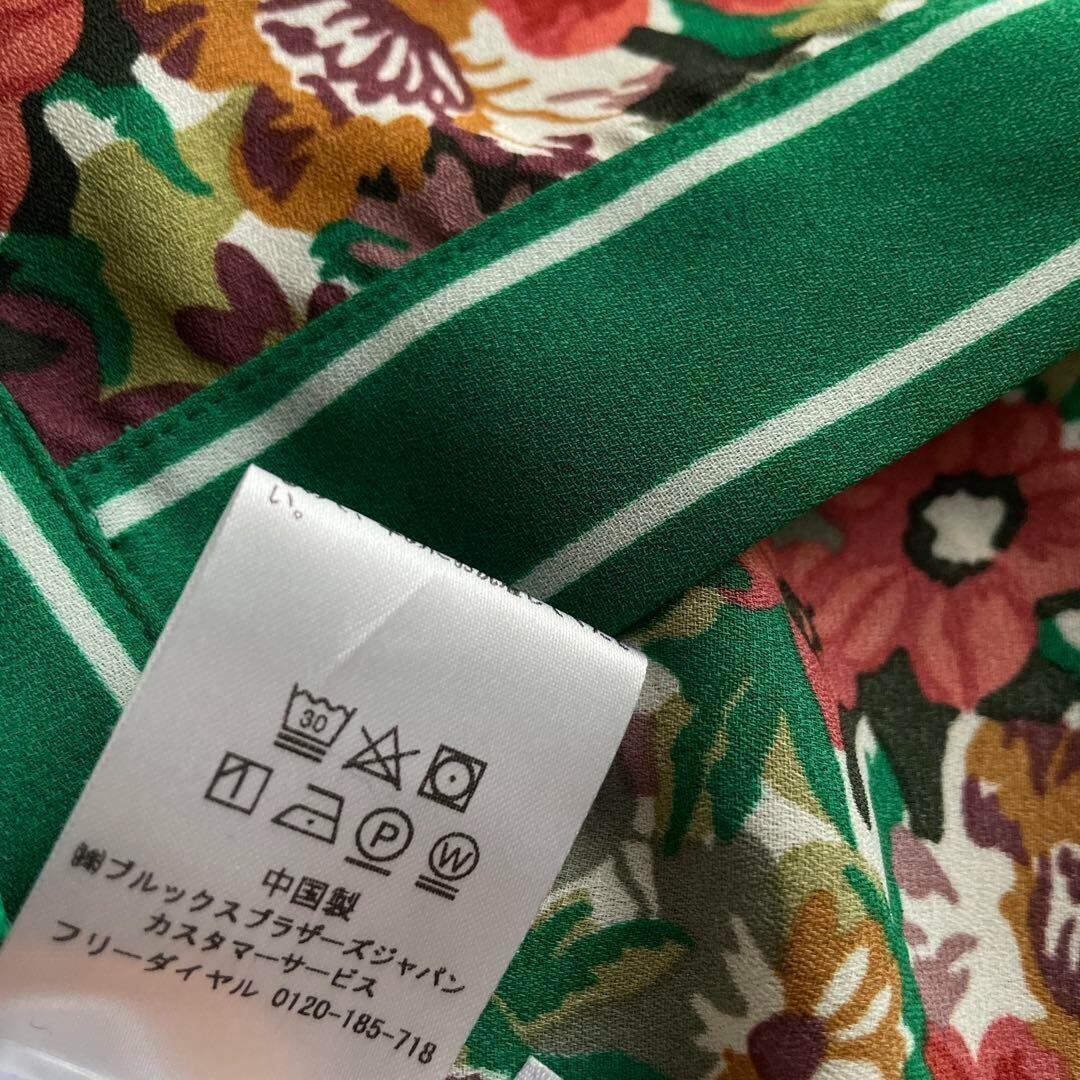 い。
30
P W
中国製
㈱ブルックスブラザーズジャパン
カスタマーサービス
フリーダイヤル 0120-185-718